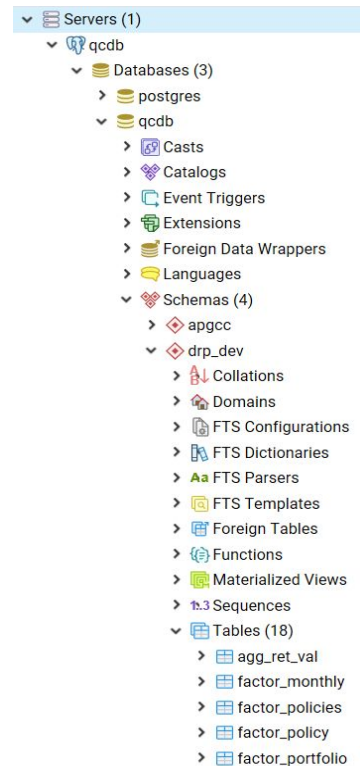 Servers (1)
qcdb
Databases (3)
postgres
qcdb
Casts
Catalogs
Event Triggers
Extensions
Foreign Data Wrappers
Languages
Schemas (4)
apgcc
drp_dev
Collations
Domains
FTS Configurations
FTS Dictionaries
Aa FTS Parsers
FTS Templates
Foreign Tables
Functions
Materialized Views
1..3 Sequences
Tables (18)
agg_ret_val
factor_monthly
factor_policies
factor_policy
factor_portfolio